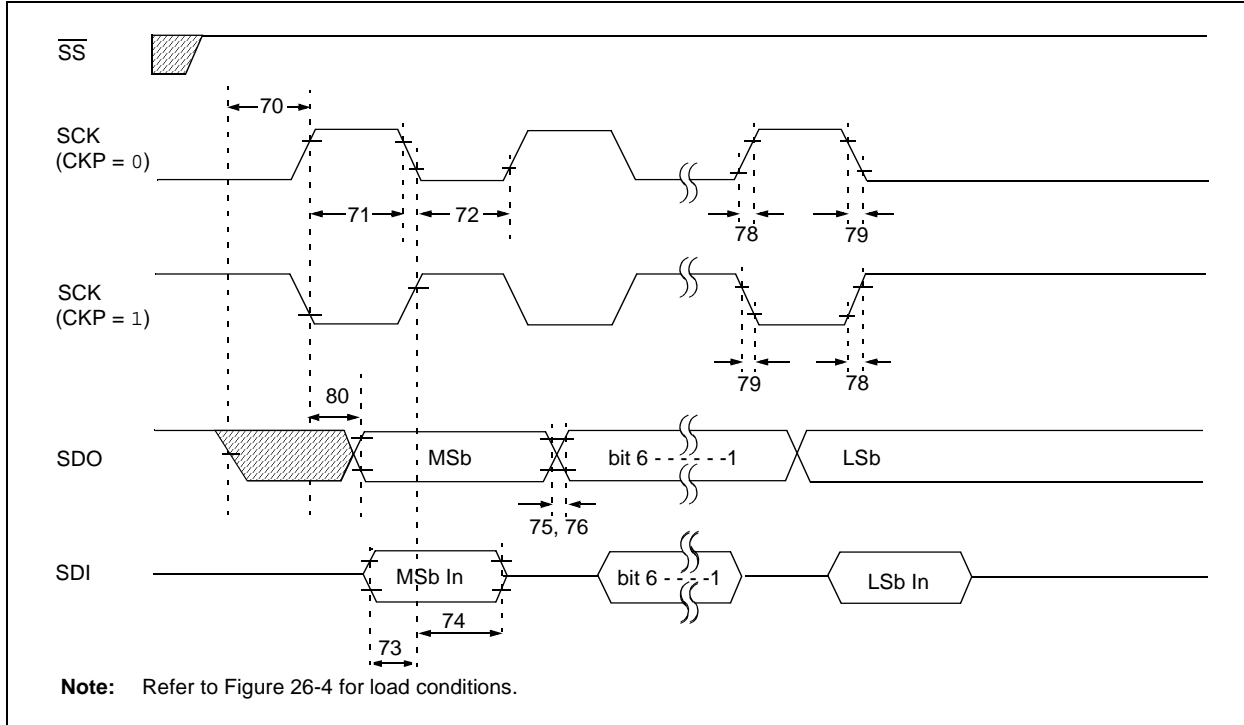 SS
70
SCK
(CKP = 0)
71
72
78
79
SCK
(CKP = 1)
79
78
80
SDO
MSb
bit 6 - - - - - -1
LSb
75, 76
SDI
MSb In
bit 6 - - - - -1
LSb In
74
73
Note: Refer to Figure 26-4 for load conditions.